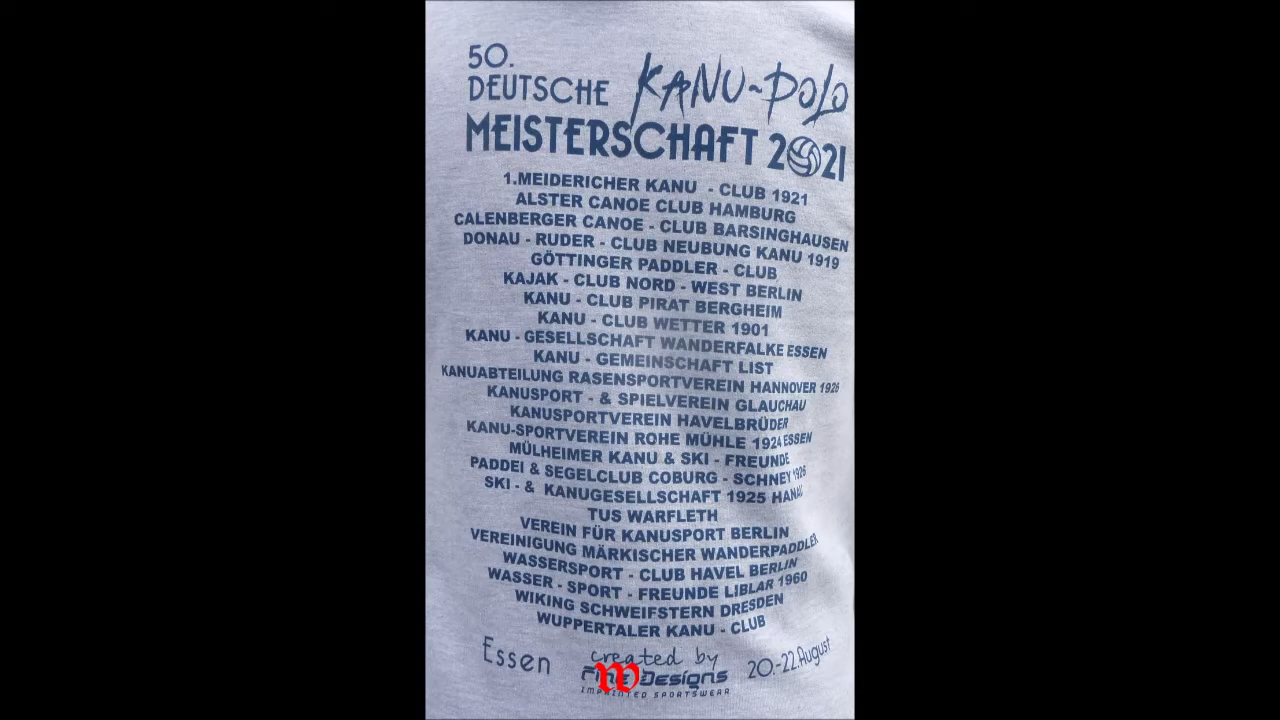 50.
DEUTSCHE KANU-POLO
MEISTERSCHAFT 2021
1.MEIDERICHER KANU - CLUB 1921
ALSTER CANOE CLUB HAMBURG
CALENBERGER CANOE - CLUB BARSINGHAUSEN
DONAU - RUDER - CLUB NEUBUNG KANU 1919
GÖTTINGER PADDLER - CLUB
KAJAK - CLUB NORD - WEST BERLIN
KANU - CLUB PIRAT BERGHEIM
KANU - CLUB WETTER 1901
KANU - GESELLSCHAFT WANDERFALKE ESSEN
KANU - GEMEINSCHAFT LIST
KANUABTEILUNG RASENSPORTVEREIN HANNOVER 1926
KANUSPORT - & SPIELVEREIN GLAUCHAU
KANUSPORTVEREIN HAVELBRÜDER
KANU-SPORTVEREIN ROHE MÜHLE 1924 ESSEN
MÜLHEIMER KANU & SKI - FREUNDE
PADDEI & SEGELCLUB COBURG - SCHNEY 1926
SKI - & KANUGESELLSCHAFT 1925 HANAU
TUS WARFLETH
VEREIN FÜR KANUSPORT BERLIN
VEREINIGUNG MÄRKISCHER WANDERPADDLER
WASSERSPORT - CLUB HAVEL BERLIN
WASSER - SPORT - FREUNDE LIBLAR 1960
WIKING SCHWEIFSTERN DRESDEN
WUPPERTALER KANU - CLUB
Essen created by 20.-22.August
Fine Designs
IMPRINTED SPORTSWEAR
W